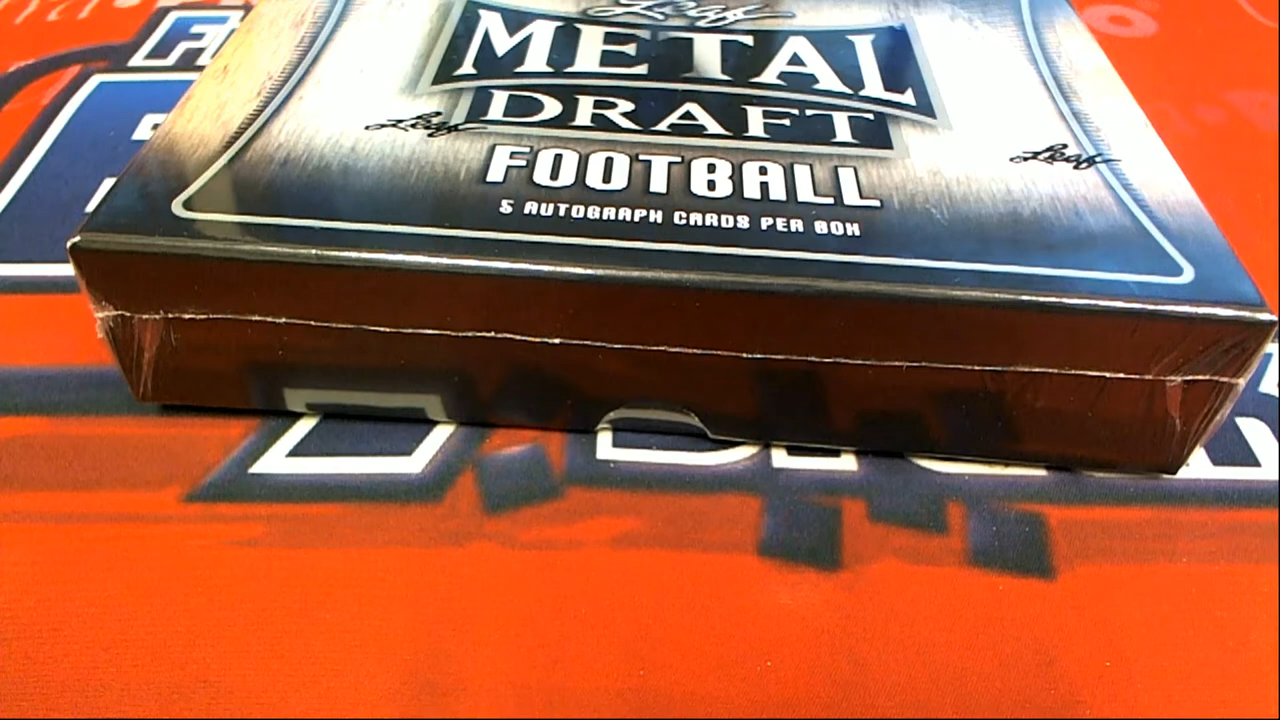 Leaf
METAL
DRAFT
Leaf
Leaf
FOOTBALL
5 AUTOGRAPH CARDS PER BOX